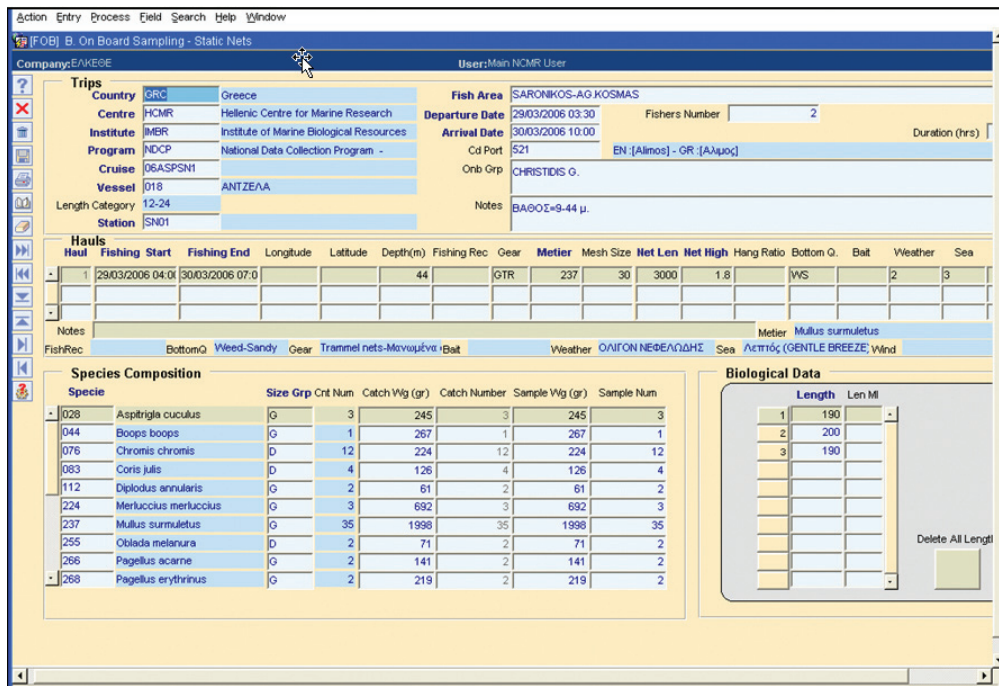 Action Entry Process Field Search Help Window
[FOB] B. On Board Sampling - Static Nets
Company:ΕΛΚΕΘΕ User:Main NCMR User
Trips
Country GRC Greece Fish Area SARONIKOS-AG.KOSMAS
Centre HCMR Hellenic Centre for Marine Research Departure Date 29/03/2006 03:30 Fishers Number 2
Institute IMBR Institute of Marine Biological Resources Arrival Date 30/03/2006 10:00 Duration (hrs)
Program NDCP National Data Collection Program - Cd Port 521 EN :[Alimos] - GR :[Αλιμος]
Cruise 06ASPSN1 Onb Grp CHRISTIDIS G.
Vessel 018 ΑΝΤΖΕΛΑ
Length Category 12-24 Notes ΒΑΘΟΣ=9-44 μ.
Station SN01
Hauls
Haul Fishing Start Fishing End Longitude Latitude Depth(m) Fishing Rec Gear Metier Mesh Size Net Len Net High Hang Ratio Bottom Q. Bait Weather Sea
1 29/03/2006 04:0( 30/03/2006 07:0 44 GTR 237 30 3000 1.8 WS 2 3
Notes Metier Mullus surmuletus
FishRec BottomQ Weed-Sandy Gear Trammel nets-Μανωμένα Bait Weather ΟΛΙΓΟΝ ΝΕΦΕΛΩΔΗΣ Sea Λεπτός (GENTLE BREEZE) Wind
Species Composition Biological Data
Specie Size Grp Cnt Num Catch Wg (gr) Catch Number Sample Wg (gr) Sample Num Length Len Ml
028 Aspitrigla cuculus G 3 245 3 245 3 1 190
044 Boops boops G 1 267 1 267 1 2 200
076 Chromis chromis D 12 224 12 224 12 3 190
083 Coris julis D 4 126 4 126 4
112 Diplodus annularis G 2 61 2 61 2
224 Merluccius merluccius G 3 692 3 692 3
237 Mullus surmuletus G 35 1998 35 1998 35
255 Oblada melanura D 2 71 2 71 2 Delete All Lengtl
266 Pagellus acarne G 2 141 2 141 2
268 Pagellus erythrinus G 2 219 2 219 2